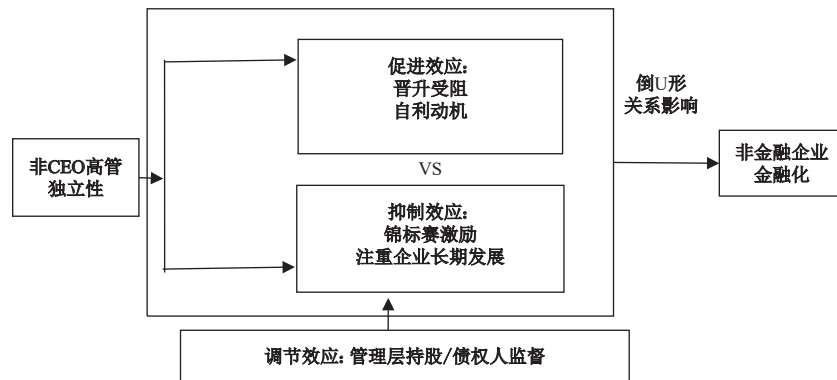 促进效应：
晋升受阻
自利动机
倒U形
关系影响
非CEO高管
独立性
VS
非金融企业
金融化
抑制效应：
锦标赛激励
注重企业长期发展
调节效应：管理层持股/债权人监督